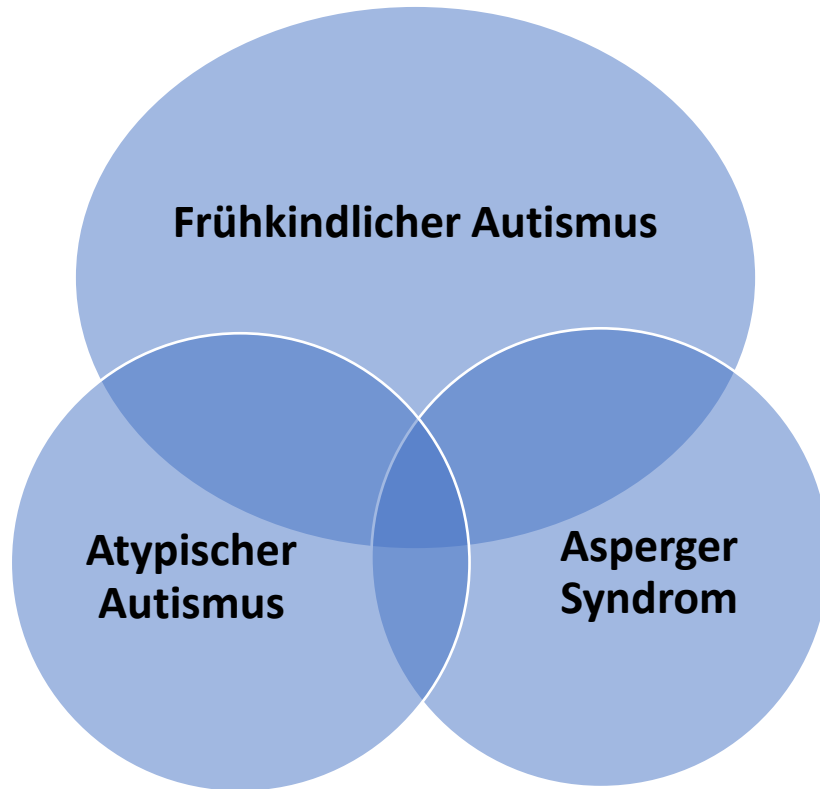 Frühkindlicher Autismus
Atypischer
Autismus
Asperger
Syndrom